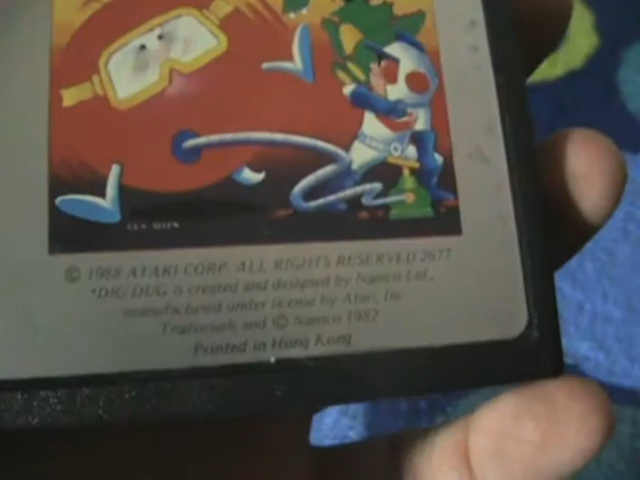 © 1988 ATARI CORP. ALL RIGHTS RESERVED 2677
"DIG DUG is created and designed by Namco Ltd.,
manufactured under license by Atari, Inc
Trademark and © Namco 1982
Printed in Hong Kong